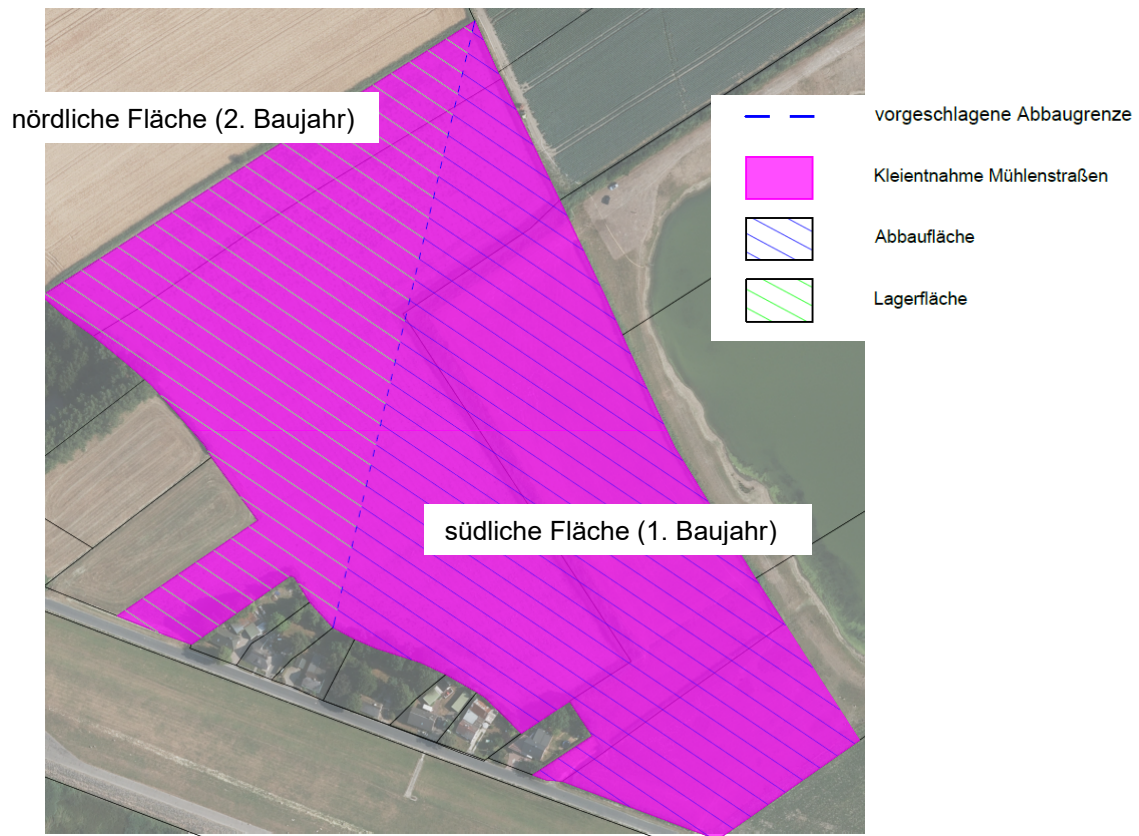 nördliche Fläche (2. Baujahr)
südliche Fläche (1. Baujahr)
vorgeschlagene Abbaugrenze
Kleientnahme Mühlenstraßen
Abbaufläche
Lagerfläche